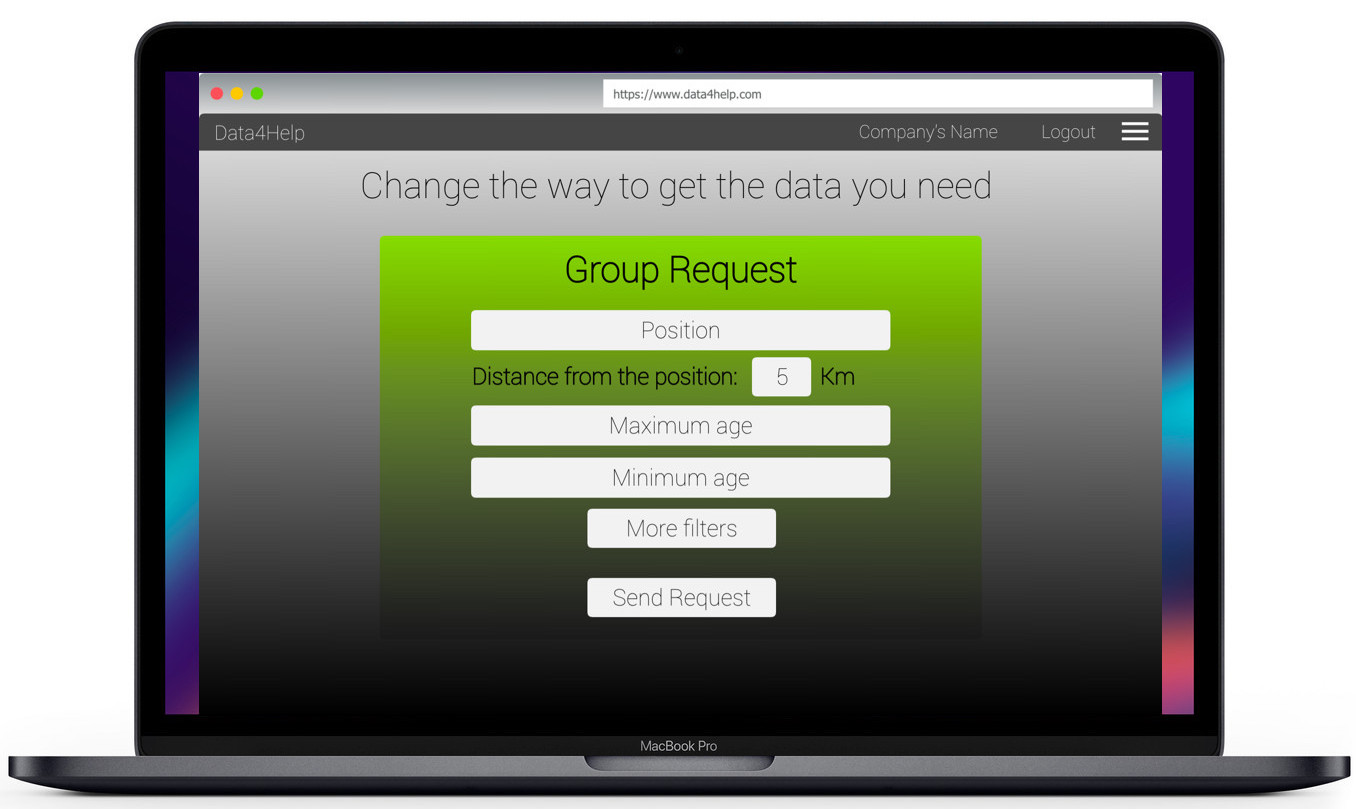 https://www.data4help.com
Data4Help Company's Name Logout
Change the way to get the data you need
Group Request
Position
Distance from the position: 5 Km
Maximum age
Minimum age
More filters
Send Request
MacBook Pro